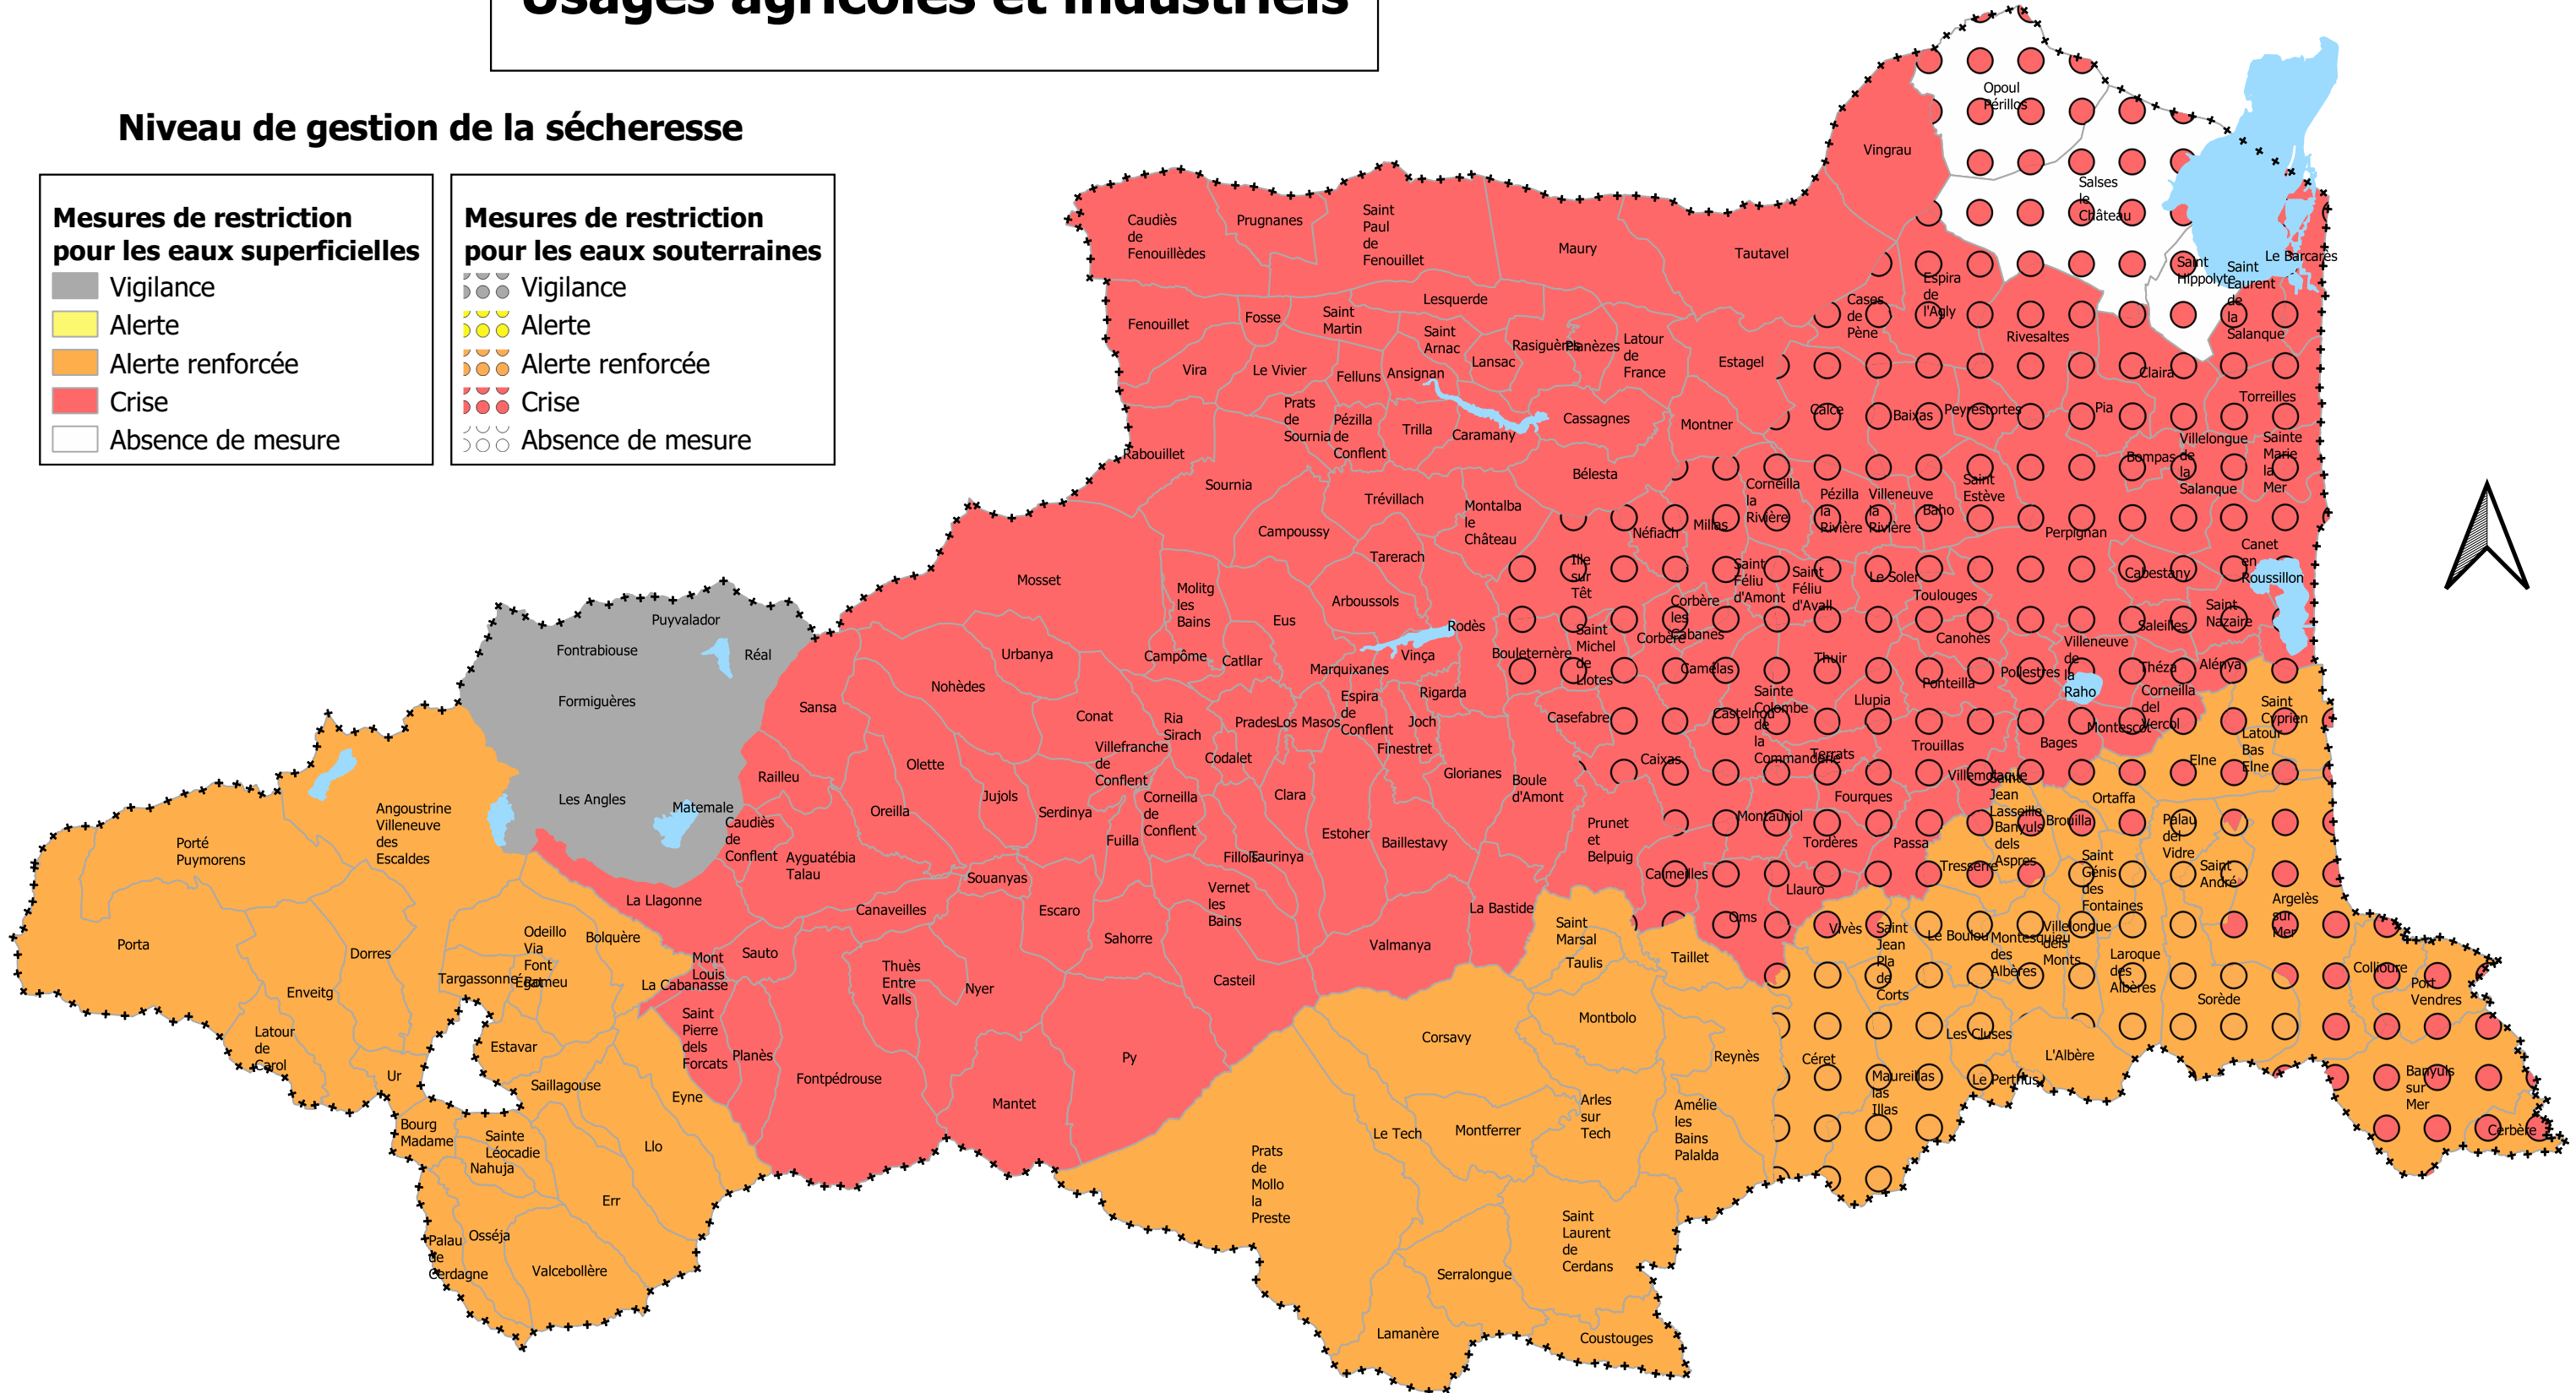 Usages agricoles et industriels
Niveau de gestion de la sécheresse
Mesures de restriction
pour les eaux superficielles
Vigilance
Alerte
Alerte renforcée
Crise
Absence de mesure
Mesures de restriction
pour les eaux souterraines
Vigilance
Alerte
Alerte renforcée
Crise
Absence de mesure
Opoul
Périllos
Vingrau
Salses
le
Château
Caudiès
de
Fenouillèdes
Prugnanes
Saint
Paul
de
Fenouillet
Maury
Tautavel
Le Barcarès
Saint
Hippolyte
Saint
Laurent
de
la
Salanque
Espira
de
l'Agly
Cases
de
Pène
Rivesaltes
Fenouillet
Fosse
Saint
Martin
Lesquerde
Saint
Arnac
Lansac
Rasiguères
Planèzes
Latour
de
France
Estagel
Vira
Le Vivier
Felluns
Ansignan
Claira
Torreilles
Prats
de
Sournia
Pézilla
de
Conflent
Trilla
Caramany
Cassagnes
Montner
Calce
Baixas
Peyrestortes
Pia
Villelongue
de
la
Salanque
Sainte
Marie
la
Mer
Bompas
Rabouillet
Sournia
Trévillach
Bélesta
Montalba
le
Château
Corneilla
la
Rivière
Pézilla
la
Rivière
Villeneuve
la
Rivière
Baho
Saint
Estève
Campoussy
Néfiach
Millas
Perpignan
Tarerach
Canet
en
Roussillon
Mosset
Molitg
les
Bains
Ille
sur
Têt
Saint
Féliu
d'Amont
Saint
Féliu
d'Avall
Le Soler
Toulouges
Cabestany
Arboussols
Corbère
les
Cabanes
Corbère
Saint
Nazaire
Saleilles
Puyvalador
Fontrabiouse
Réal
Eus
Rodès
Saint
Michel
de
Llotes
Bouleternère
Canohès
Villeneuve
de
la
Raho
Urbanya
Campôme
Catllar
Marquixanes
Vinça
Camélas
Thuir
Ponteilla
Pollestres
Théza
Alénya
Formiguères
Nohèdes
Sansa
Espira
de
Conflent
Rigarda
Corneilla
del
Vercol
Saint
Cyprien
Conat
Ria
Sirach
Prades
Los Masos
Joch
Casefabre
Castelnou
Sainte
Colombe
de
la
Commanderie
Llupia
Montescot
Latour
Bas
Elne
Villefranche
de
Conflent
Codalet
Finestret
Caixas
Terrats
Trouillas
Bages
Elne
Railleu
Olette
Glorianes
Boule
d'Amont
Villemolaque
Saint
Jean
Lasseille
Les Angles
Matemale
Angoustrine
Villeneuve
des
Escaldes
Oreilla
Jujols
Serdinya
Corneilla
de
Conflent
Clara
Fourques
Ortaffa
Caudiès
de
Conflent
Fuilla
Estoher
Baillestavy
Prunet
et
Belpuig
Montauriol
Banyuls
dels
Aspres
Brouilla
Palau
del
Vidre
Porté
Puymorens
Ayguatébia
Talau
Fillols
Taurinya
Tordères
Passa
Tresserre
Saint
Génis
des
Fontaines
Saint
André
Souanyas
Vernet
les
Bains
Calmeilles
Llauro
La Llagonne
Canaveilles
Escaro
La Bastide
Oms
Argelès
sur
Mer
Porta
Dorres
Odeillo
Via
Font
Romeu
Bolquère
Sauto
Sahorre
Valmanya
Saint
Marsal
Taulis
Taillet
Vivès
Saint
Jean
Pla
de
Corts
Le Boulou
Montesquieu
des
Albères
Villelongue
dels
Monts
Laroque
des
Albères
Collioure
Mont
Louis
Targassonne
Égat
La Cabanasse
Thuès
Entre
Valls
Nyer
Casteil
Port
Vendres
Enveitg
Sorède
Saint
Pierre
dels
Forcats
Planès
Montbolo
Latour
de
Carol
Estavar
Corsavy
Les Cluses
Py
Reynès
Céret
L'Albère
Ur
Saillagouse
Eyne
Fontpédrouse
Maureillas
las
Illas
Le Perthus
Banyuls
sur
Mer
Mantet
Arles
sur
Tech
Amélie
les
Bains
Palalda
Bourg
Madame
Sainte
Léocadie
Llo
Le Tech
Montferrer
Cerbère
Nahuja
Prats
de
Mollo
la
Preste
Err
Osséja
Palau
de
Cerdagne
Valcebollère
Saint
Laurent
de
Cerdans
Serralongue
Lamanère
Coustouges